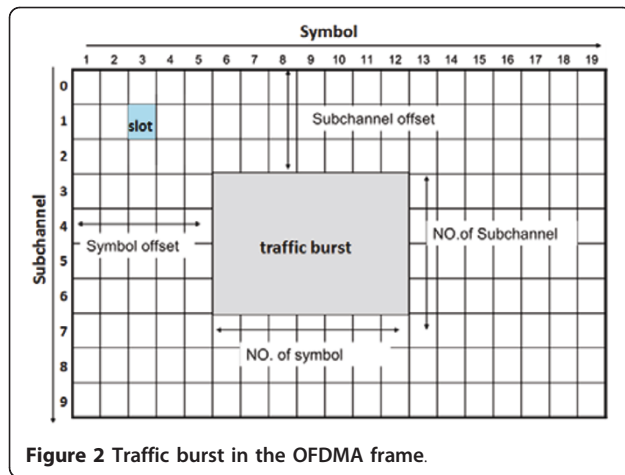 Symbol
1 2 3 4 5 6 7 8 9 10 11 12 13 14 15 16 17 18 19
0
Subchannel offset
1
slot
2
3
NO.of Subchannel
4
Symbol offset
traffic burst
Subchannel
5
6
7
NO. of symbol
8
9
Figure 2 Traffic burst in the OFDMA frame.